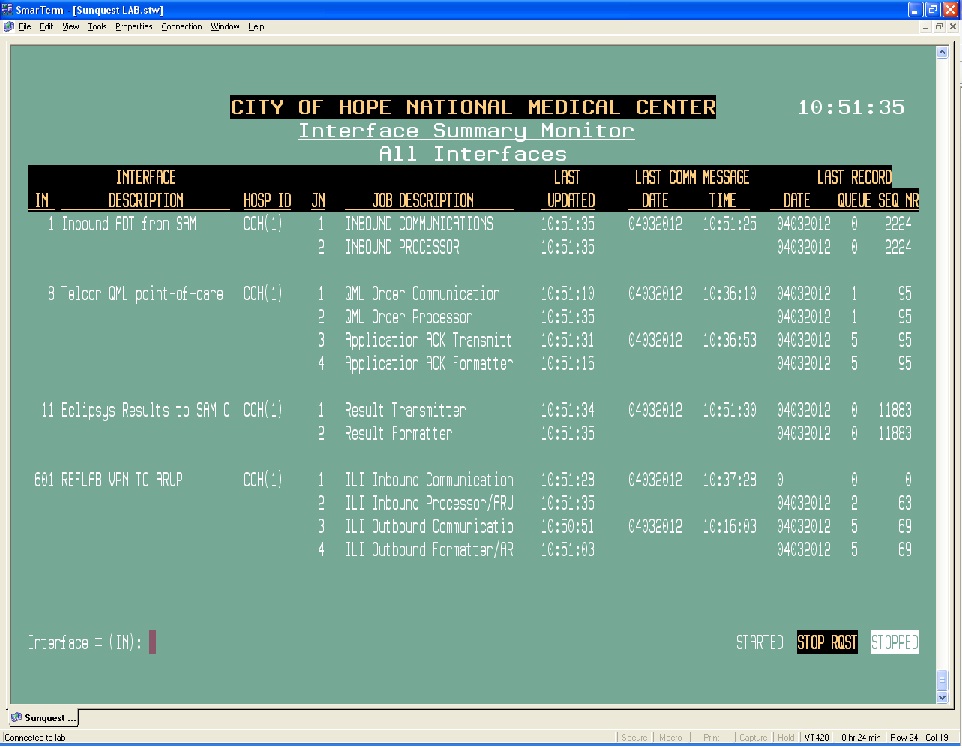 SmarTerm - [Sunquest LAB.stw]
File Edit View Tools Properties Connection Window Help
CITY OF HOPE NATIONAL MEDICAL CENTER 10:51:35
Interface Summary Monitor
All Interfaces
INTERFACE LAST LAST COMM MESSAGE LAST RECORD
IN DESCRIPTION HOSP ID JN JOB DESCRIPTION UPDATED DATE TIME DATE QUEUE SEQ NR
1 Inbound ADT from SAM COH(1) 1 INBOUND COMMUNICATIONS 10:51:35 04032012 10:51:25 04032012 0 2224
2 INBOUND PROCESSOR 10:51:35 04032012 0 2224
8 Telcor QML point-of-care COH(1) 1 QML Order Communication 10:51:10 04032012 10:36:10 04032012 1 95
2 QML Order Processor 10:51:35 04032012 1 95
3 Application ACK Transmitt 10:51:31 04032012 10:36:53 04032012 5 95
4 Application ACK Formatter 10:51:15 04032012 5 95
11 Eclipsys Results to SAM C COH(1) 1 Result Transmitter 10:51:34 04032012 10:51:30 04032012 0 11883
2 Result Formatter 10:51:35 04032012 0 11883
601 REFLAB VPN TO ARUP COH(1) 1 ILI Inbound Communication 10:51:28 04032012 10:37:28 0 0 0
2 ILI Inbound Processor/ARU 10:51:35 04032012 2 63
3 ILI Outbound Communicatio 10:50:51 04032012 10:16:03 04032012 5 69
4 ILI Outbound Formatter/AR 10:51:03 04032012 5 69
Interface = (IN): STARTED STOP RQST STOPPED
Sunquest ...
Connected to lab Secure Macro Print Capture Hold VT420 0 hr 24 min Row 24 Col 19